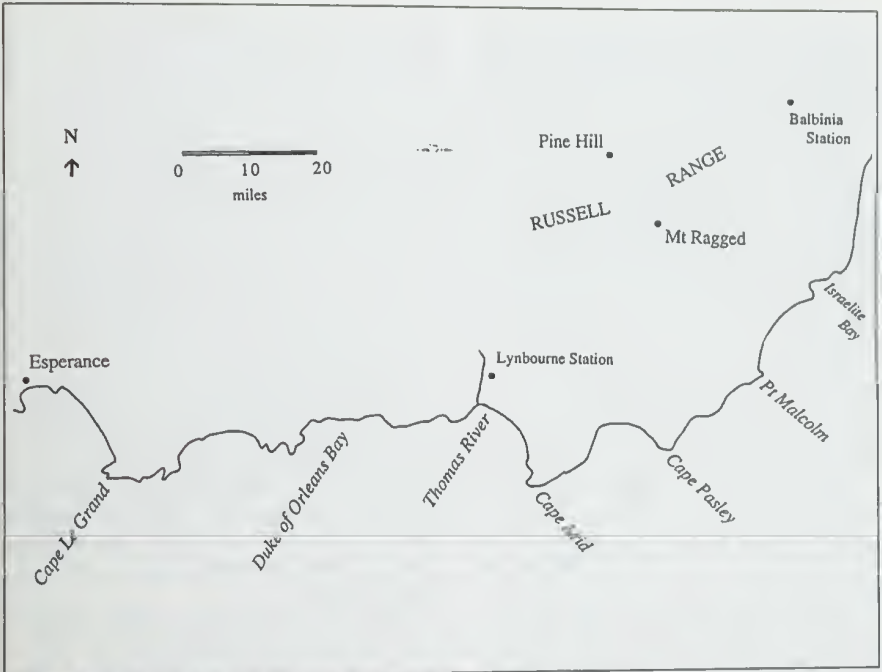 Balbinia
Station
N
Pine Hill
0 10 20
miles
RANGE
RUSSELL
Mt Ragged
Israelite
Bay
Esperance
Lynbourne Station
Pt Malcolm
Thomas River
Duke of Orleans Bay
Cape Pasley
Cape Le Grand
Cape Arid